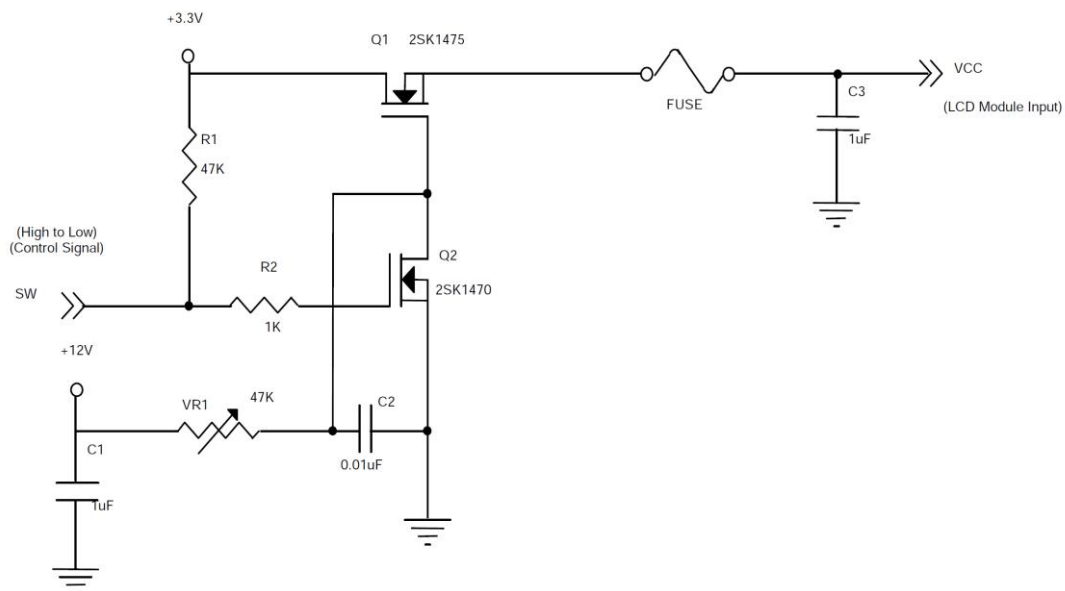 +3.3V
Q1 2SK1475
VCC
FUSE
C3
(LCD Module Input)
R1
1uF
47K
(High to Low)
(Control Signal)
Q2
R2
SW
2SK1470
1K
+12V
47K
VR1
C2
C1
0.01uF
1uF